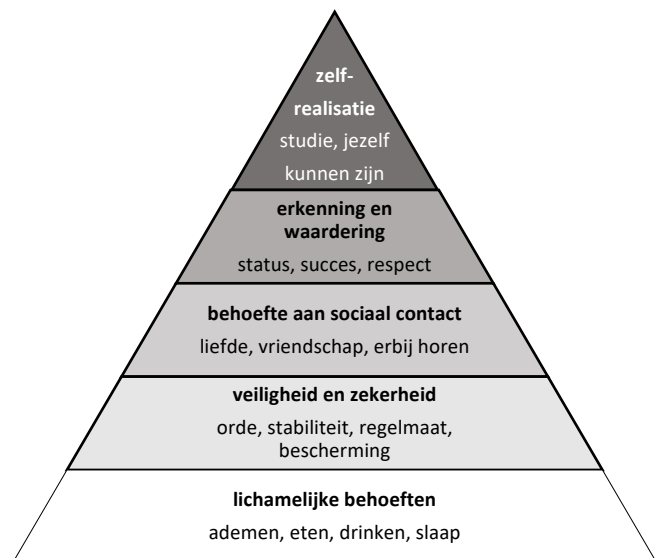 zelf-
realisatie
studie, jezelf
kunnen zijn
erkenning en
waardering
status, succes, respect
behoefte aan sociaal contact
liefde, vriendschap, erbij horen
veiligheid en zekerheid
orde, stabiliteit, regelmaat,
bescherming
lichamelijke behoeften
ademen, eten, drinken, slaap